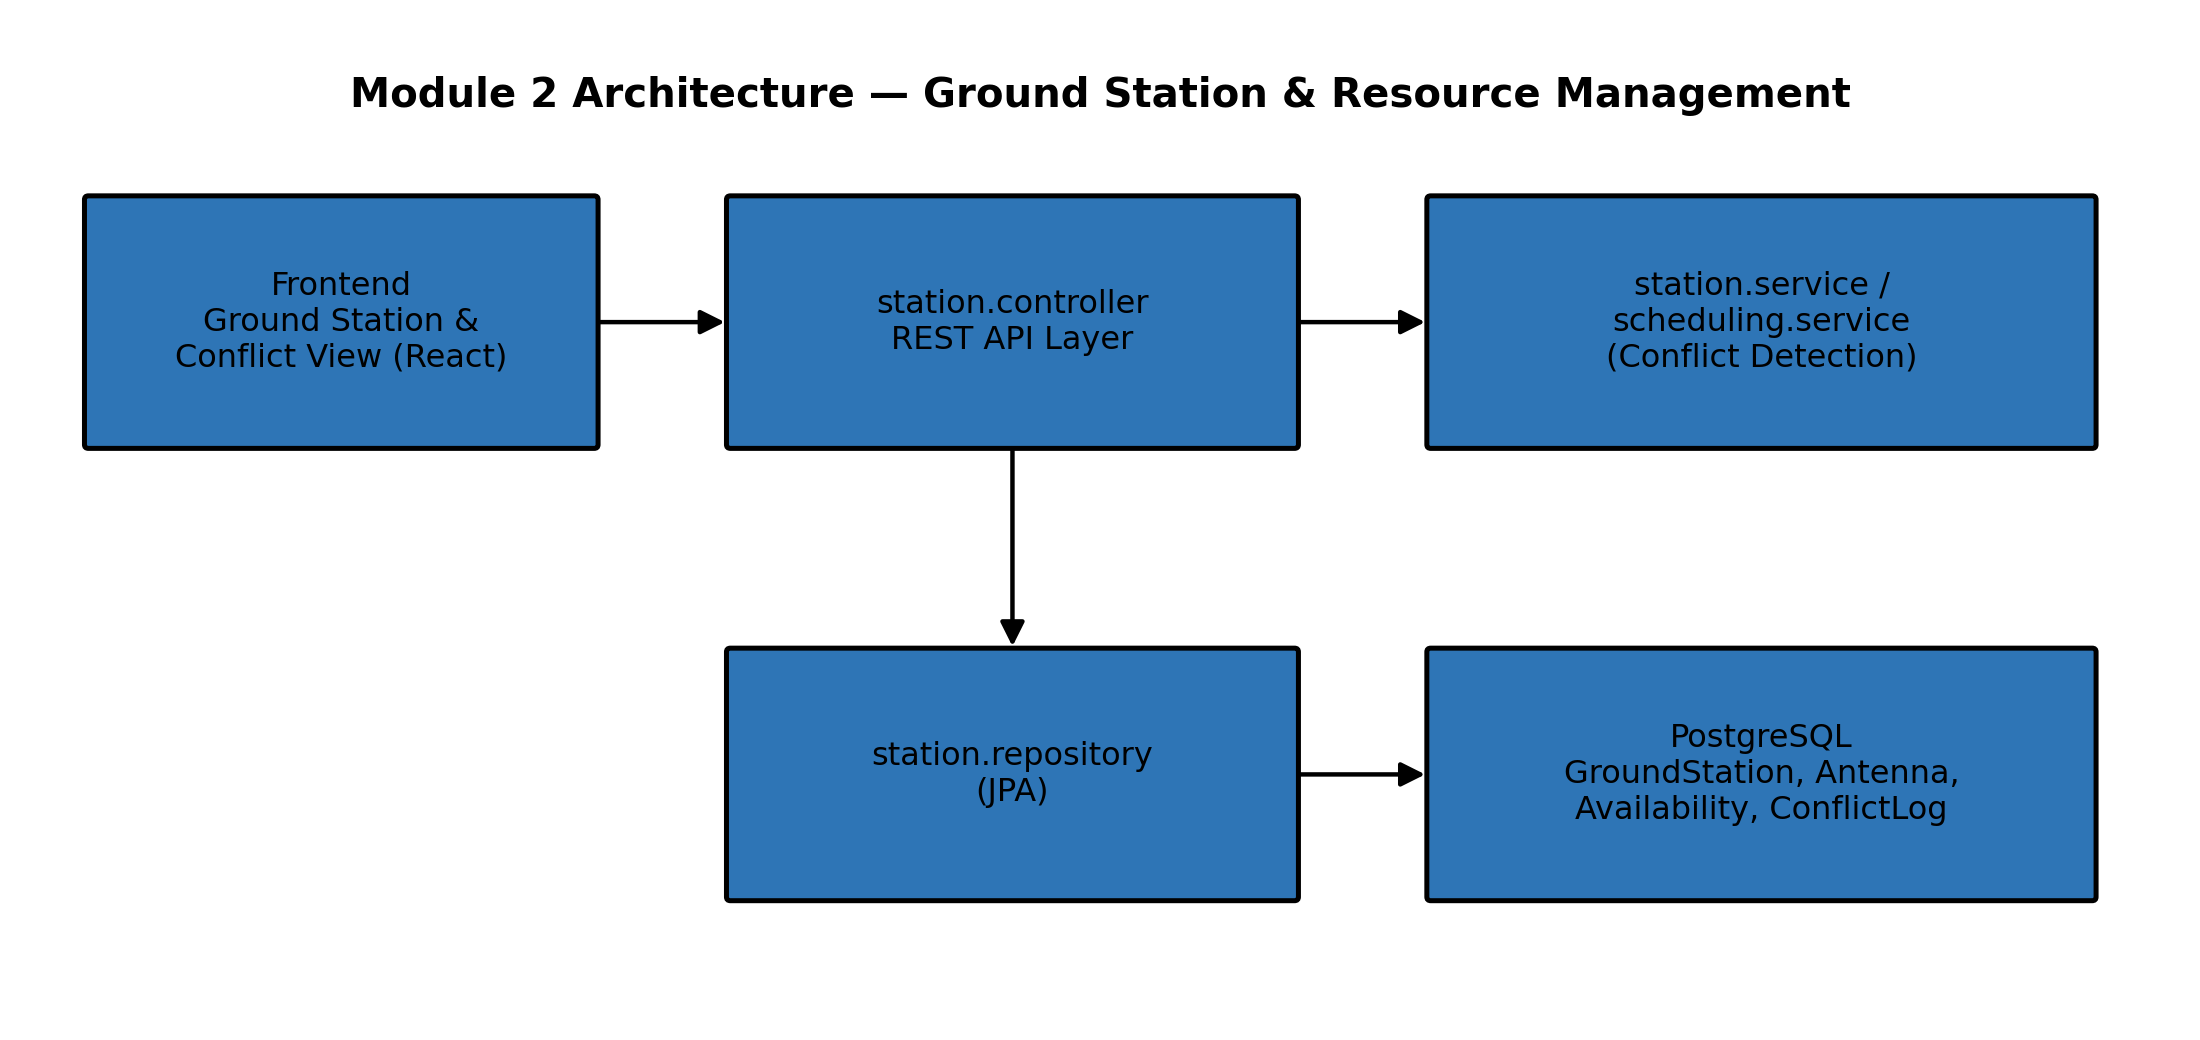 Module 2 Architecture — Ground Station & Resource Management
Frontend
Ground Station &
Conflict View (React)
station.controller
REST API Layer
station.service /
scheduling.service
(Conflict Detection)
station.repository
(JPA)
PostgreSQL
GroundStation, Antenna,
Availability, ConflictLog